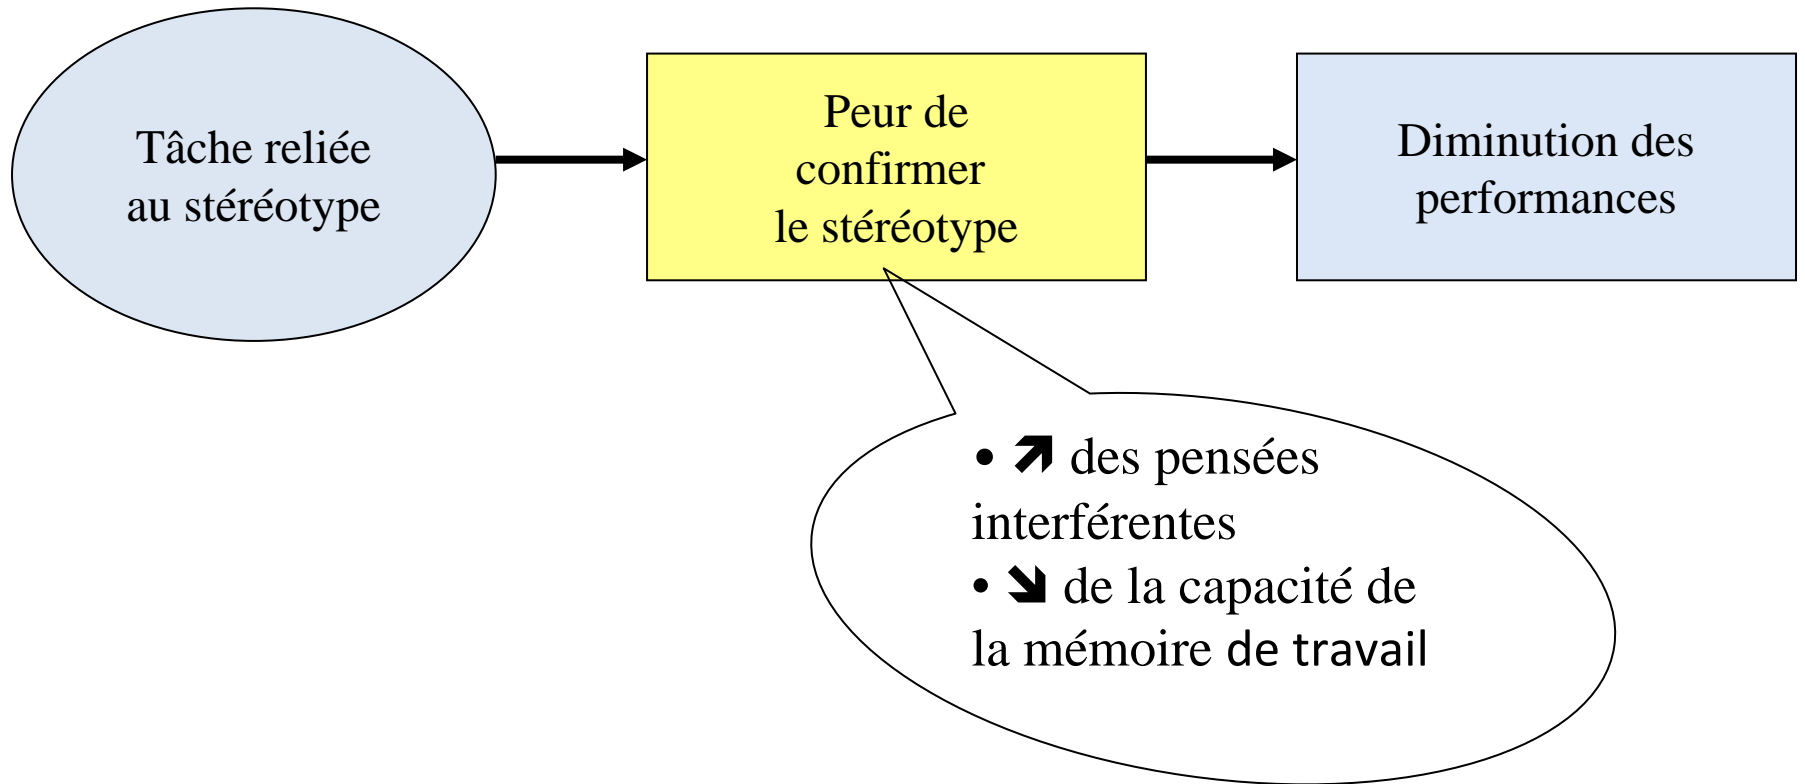 Tâche reliée
au stéréotype
Peur de
confirmer
le stéréotype
Diminution des
performances
• 🡽 des pensées
interférentes
• 🡾 de la capacité de
la mémoire de travail